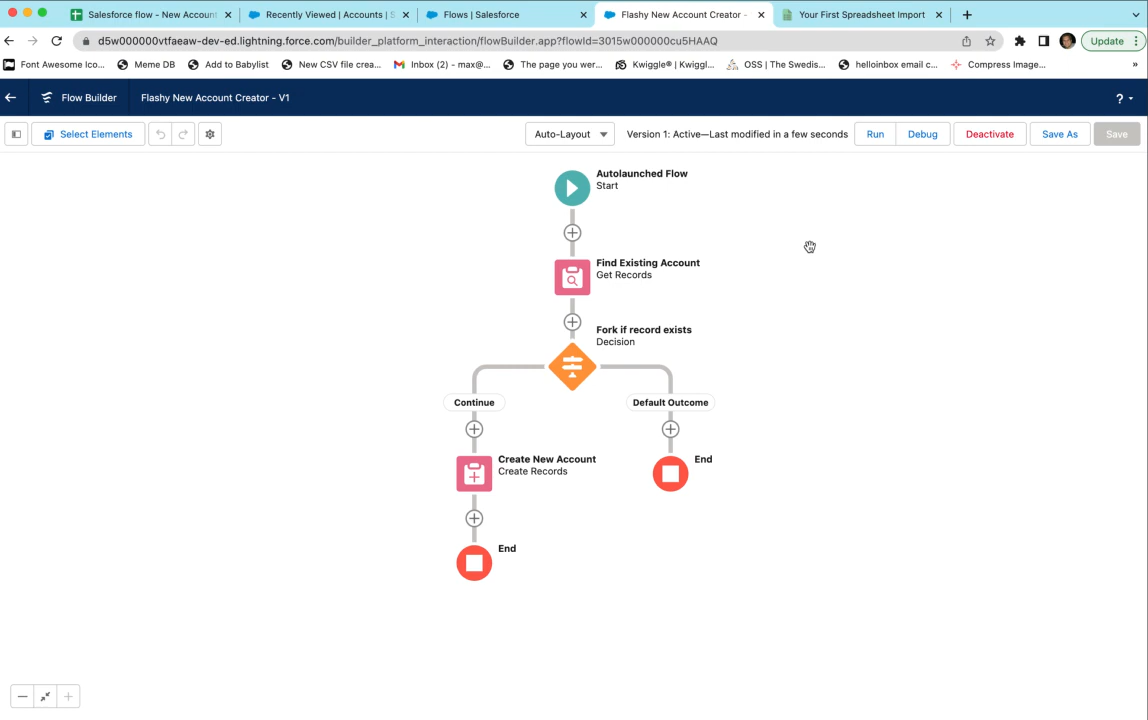 Salesforce flow - New Account
Recently Viewed | Accounts | S
Flows | Salesforce
Flashy New Account Creator -
Your First Spreadsheet Import
d5w000000vtfaeaw-dev-ed.lightning.force.com/builder_platform_interaction/flowBuilder.app?flowId=3015w000000cu5HAAQ
Update
Font Awesome Ico...
Meme DB
Add to Babylist
New CSV file crea...
Inbox (2) - max@...
The page you wer...
Kwiggle® | Kwiggl...
OSS | The Swedis...
helloinbox email c...
Compress Image...
»
Flow Builder
Flashy New Account Creator - V1
?
Select Elements
Auto-Layout
Version 1: Active—Last modified in a few seconds
Run
Debug
Deactivate
Save As
Save
Autolaunched Flow
Start
Find Existing Account
Get Records
Fork if record exists
Decision
Continue
Default Outcome
Create New Account
Create Records
End
End